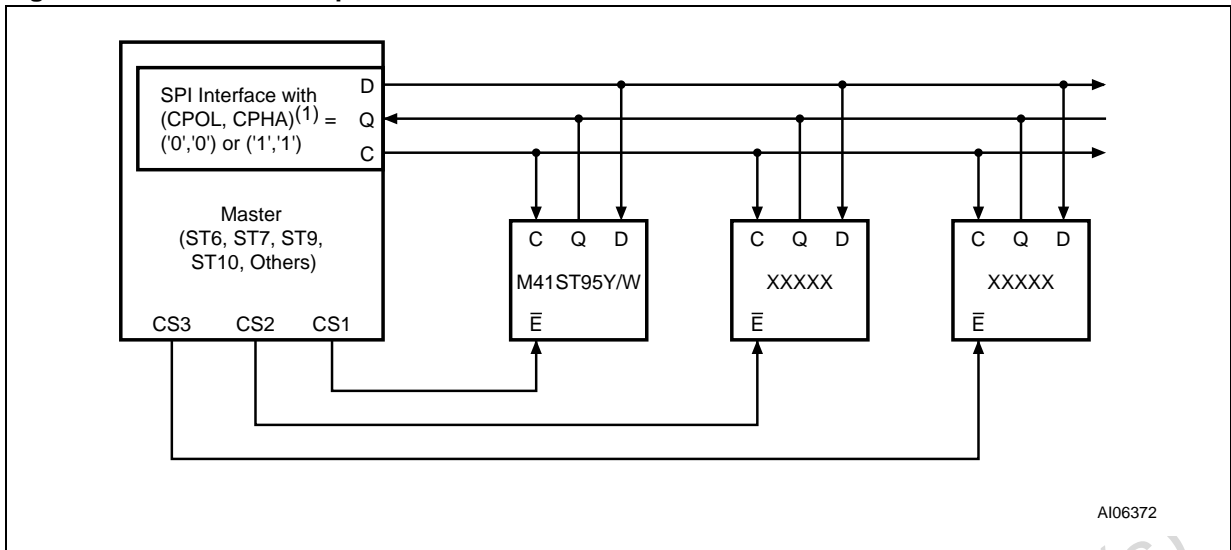 SPI Interface with
(CPOL, CPHA)(1) =
('0','0') or ('1','1')
D
Q
C
Master
(ST6, ST7, ST9,
ST10, Others)
CS3 CS2 CS1
C Q D
M41ST95Y/W
E̅
C Q D
XXXXX
E̅
C Q D
XXXXX
E̅
AI06372